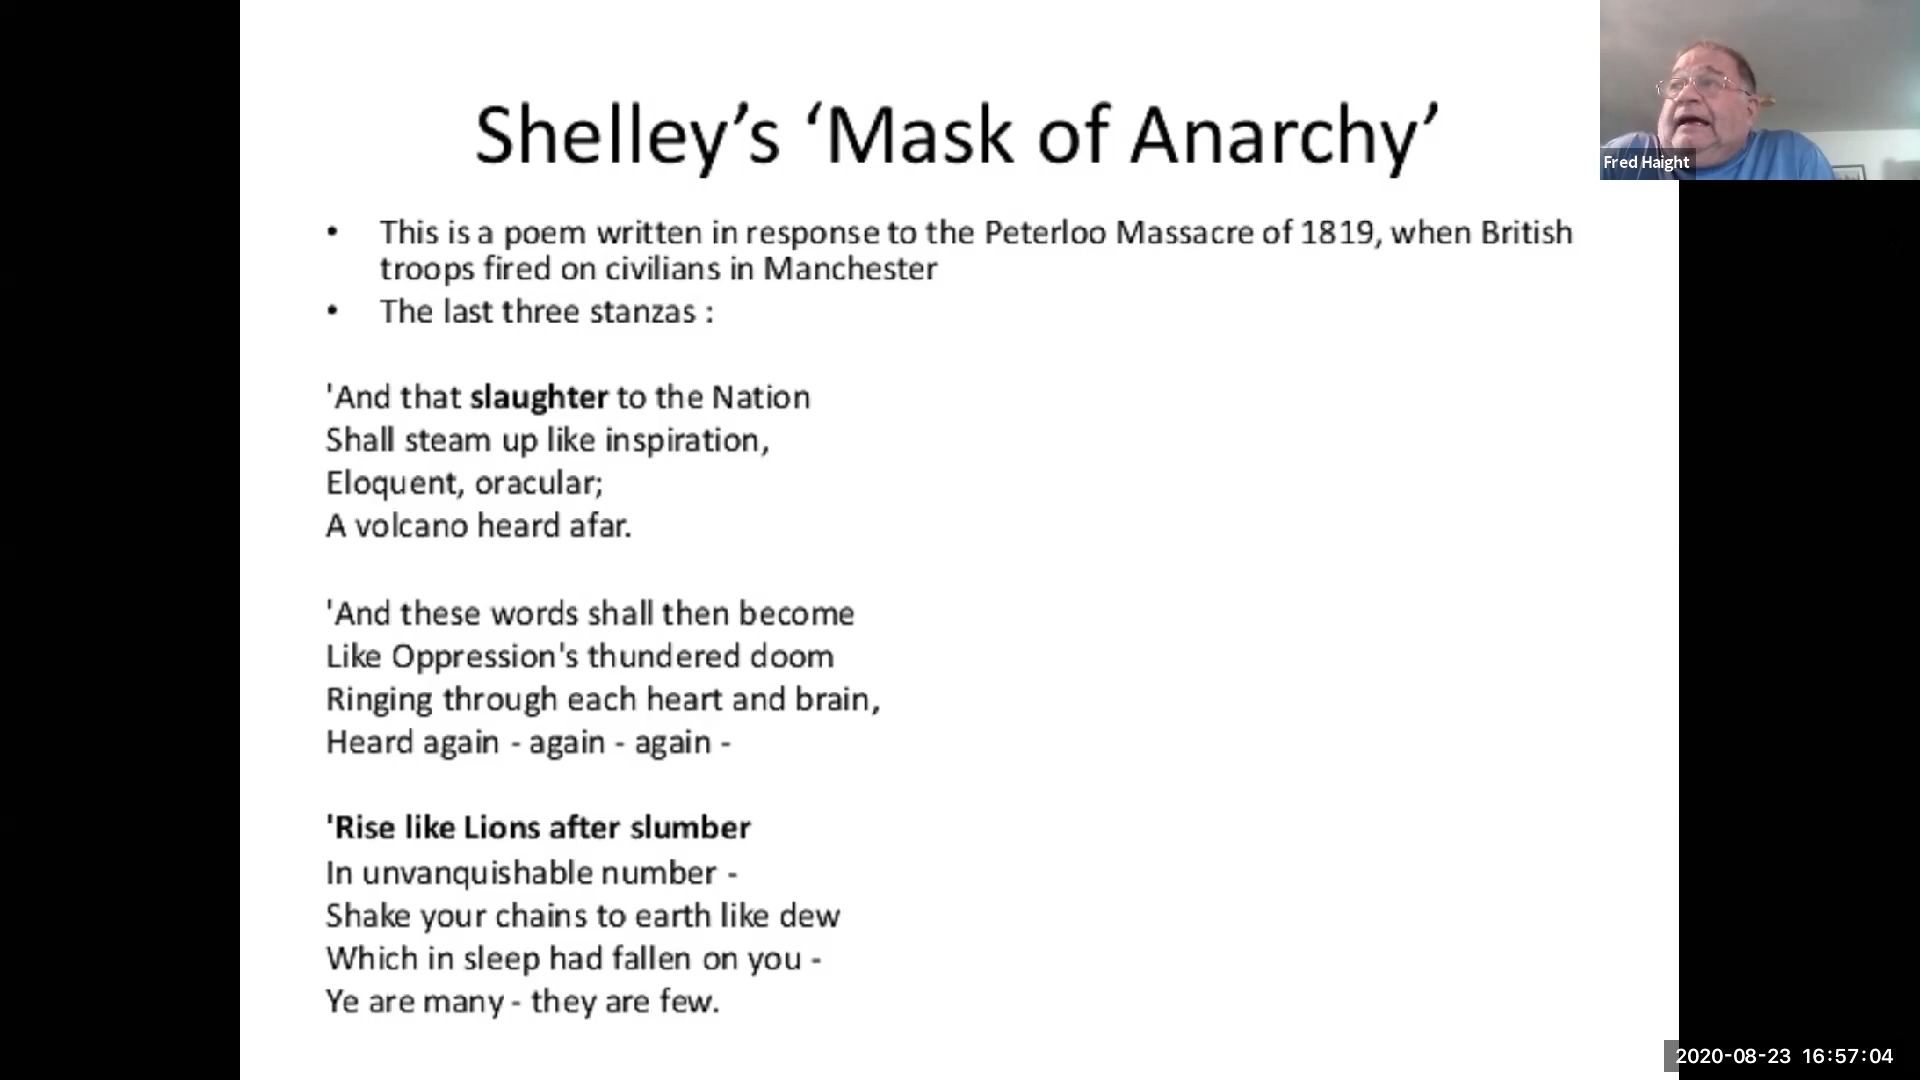 Shelley’s ‘Mask of Anarchy’
Fred Haight
• This is a poem written in response to the Peterloo Massacre of 1819, when British
troops fired on civilians in Manchester
• The last three stanzas :
'And that slaughter to the Nation
Shall steam up like inspiration,
Eloquent, oracular;
A volcano heard afar.
'And these words shall then become
Like Oppression's thundered doom
Ringing through each heart and brain,
Heard again - again - again -
'Rise like Lions after slumber
In unvanquishable number -
Shake your chains to earth like dew
Which in sleep had fallen on you -
Ye are many - they are few.
2020-08-23 16:57:04